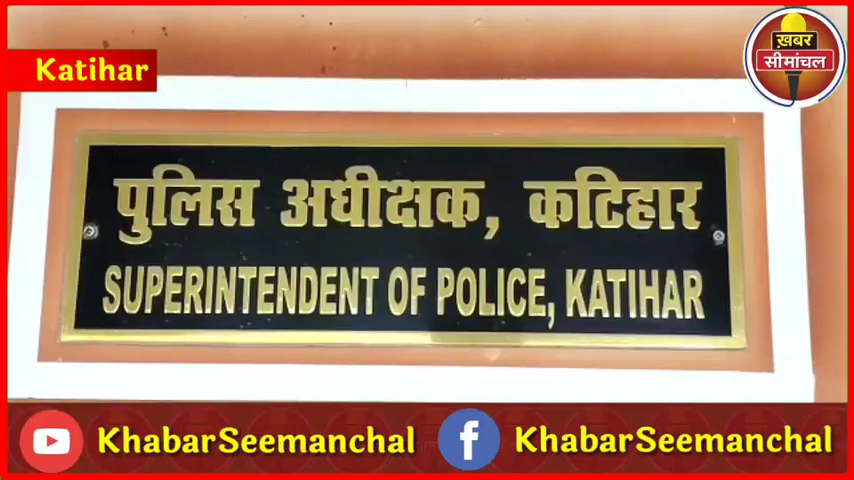 Katihar
ख़बर
सीमांचल
पुलिस अधीक्षक, कटिहार
SUPERINTENDENT OF POLICE, KATIHAR
KhabarSeemanchal
KhabarSeemanchal